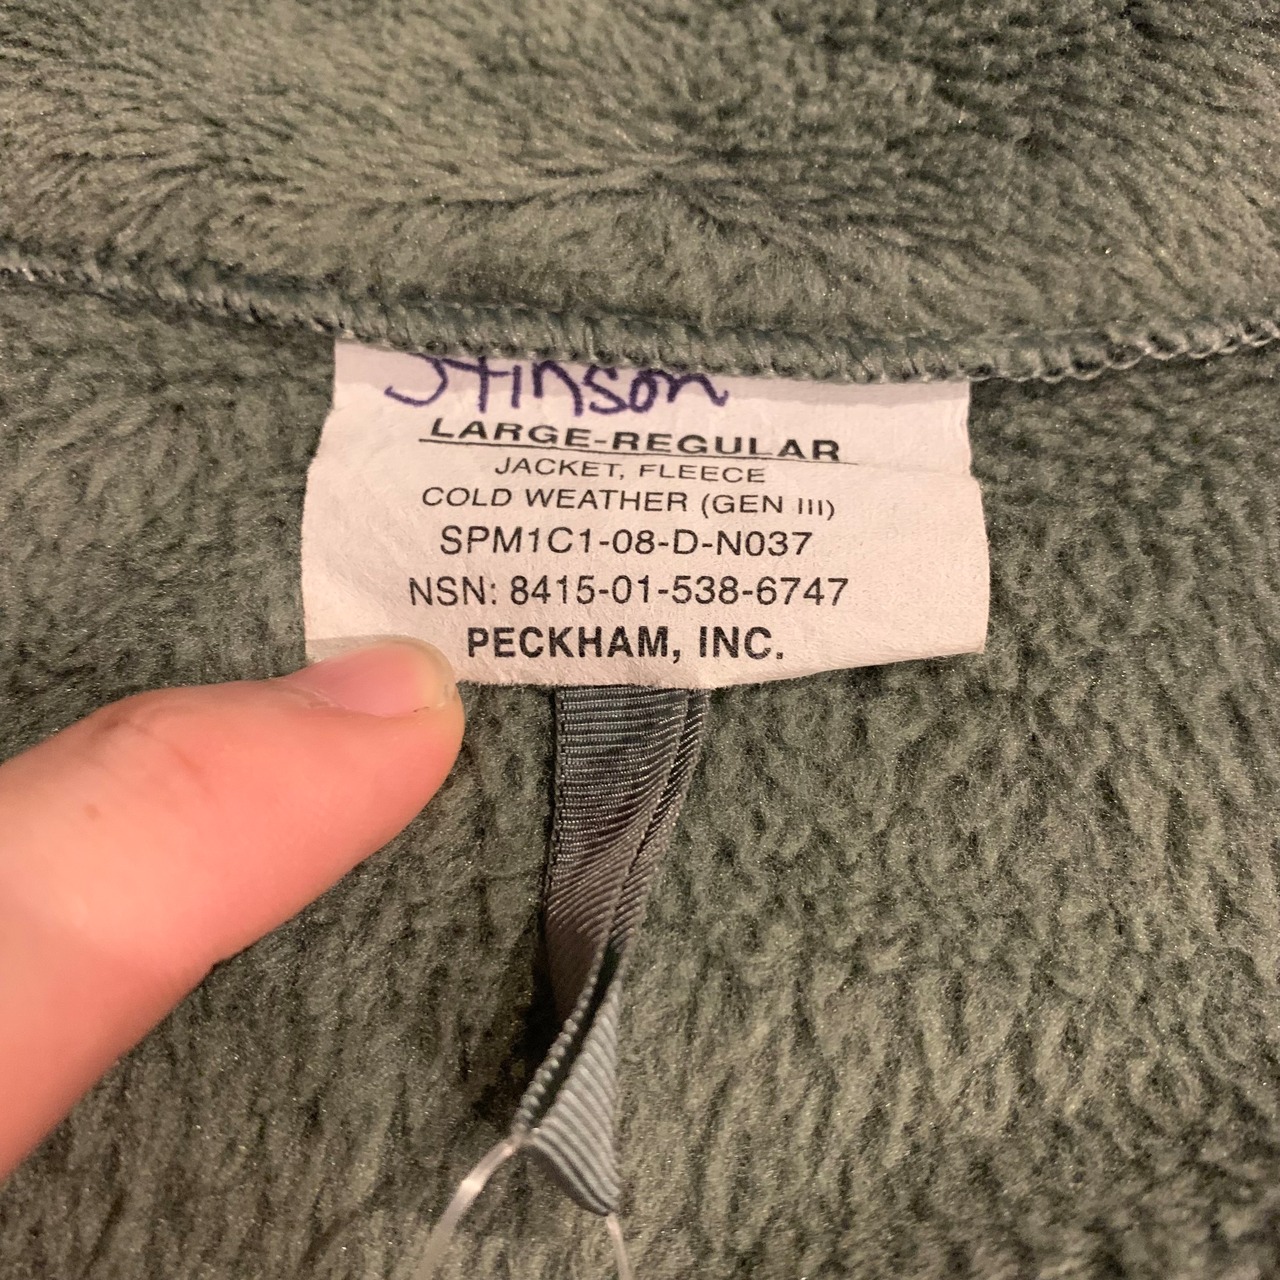 Stinson
LARGE-REGULAR
JACKET, FLEECE
COLD WEATHER (GEN III)
SPM1C1-08-D-N037
NSN: 8415-01-538-6747
PECKHAM, INC.